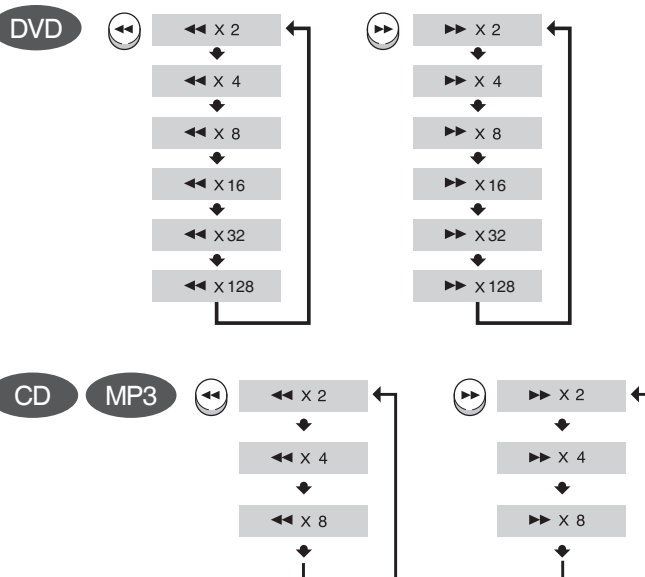 DVD
◄◄ ◄◄ X 2
◄◄ X 4
◄◄ X 8
◄◄ X 16
◄◄ X 32
◄◄ X 128
►► ►► X 2
►► X 4
►► X 8
►► X 16
►► X 32
►► X 128
CD MP3
◄◄ ◄◄ X 2
◄◄ X 4
◄◄ X 8
►► ►► X 2
►► X 4
►► X 8